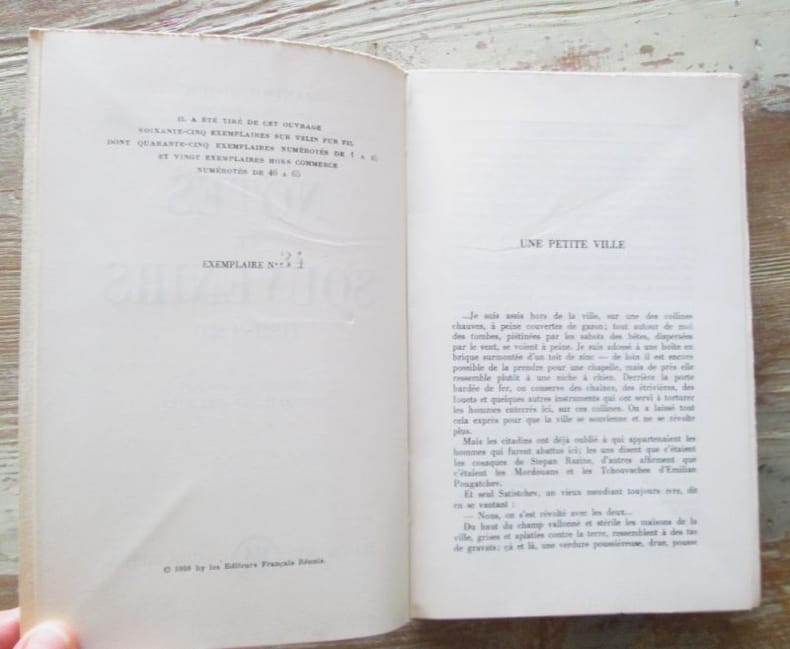 IL A ÉTÉ TIRÉ DE CET OUVRAGE
SOIXANTE-CINQ EXEMPLAIRES SUR VELIN PUR FIL
DONT QUARANTE-CINQ EXEMPLAIRES NUMÉROTÉS DE 1 A 45
ET VINGT EXEMPLAIRES HORS COMMERCE
NUMÉROTÉS DE 46 A 65
EXEMPLAIRE N° 34
© 1960 by les Editeurs Français Réunis.
UNE PETITE VILLE
...Je suis assis hors de la ville, sur une des collines
chauves, à peine couvertes de gazon; tout autour de moi
des tombes, piétinées par les sabots des bêtes, dispersées
par le vent, se voient à peine. Je suis adossé à une boîte en
brique surmontée d'un toit de zinc — de loin il est encore
possible de la prendre pour une chapelle, mais de près elle
ressemble plutôt à une niche à chien. Derrière la porte
bardée de fer, on conserve des chaînes, des étrivières, des
fouets et quelques autres instruments qui ont servi à torturer
les hommes enterrés ici, sur ces collines. On a laissé tout
cela exprès pour que la ville se souvienne et ne se révolte
plus.
Mais les citadins ont déjà oublié à qui appartenaient les
hommes qui furent abattus ici; les uns disent que c'étaient
les cosaques de Stepan Razine, d'autres affirment que
c'étaient les Mordouans et les Tchouvaches d'Emilian
Pougatchev.
Et seul Satistchev, un vieux mendiant toujours ivre, dit
en se vantant :
— Nous, on s'est révolté avec les deux...
Du haut du champ vallonné et stérile les maisons de la
ville, grises et aplaties contre la terre, ressemblent à des tas
de gravats; çà et là, une verdure poussiéreuse, drue, pousse